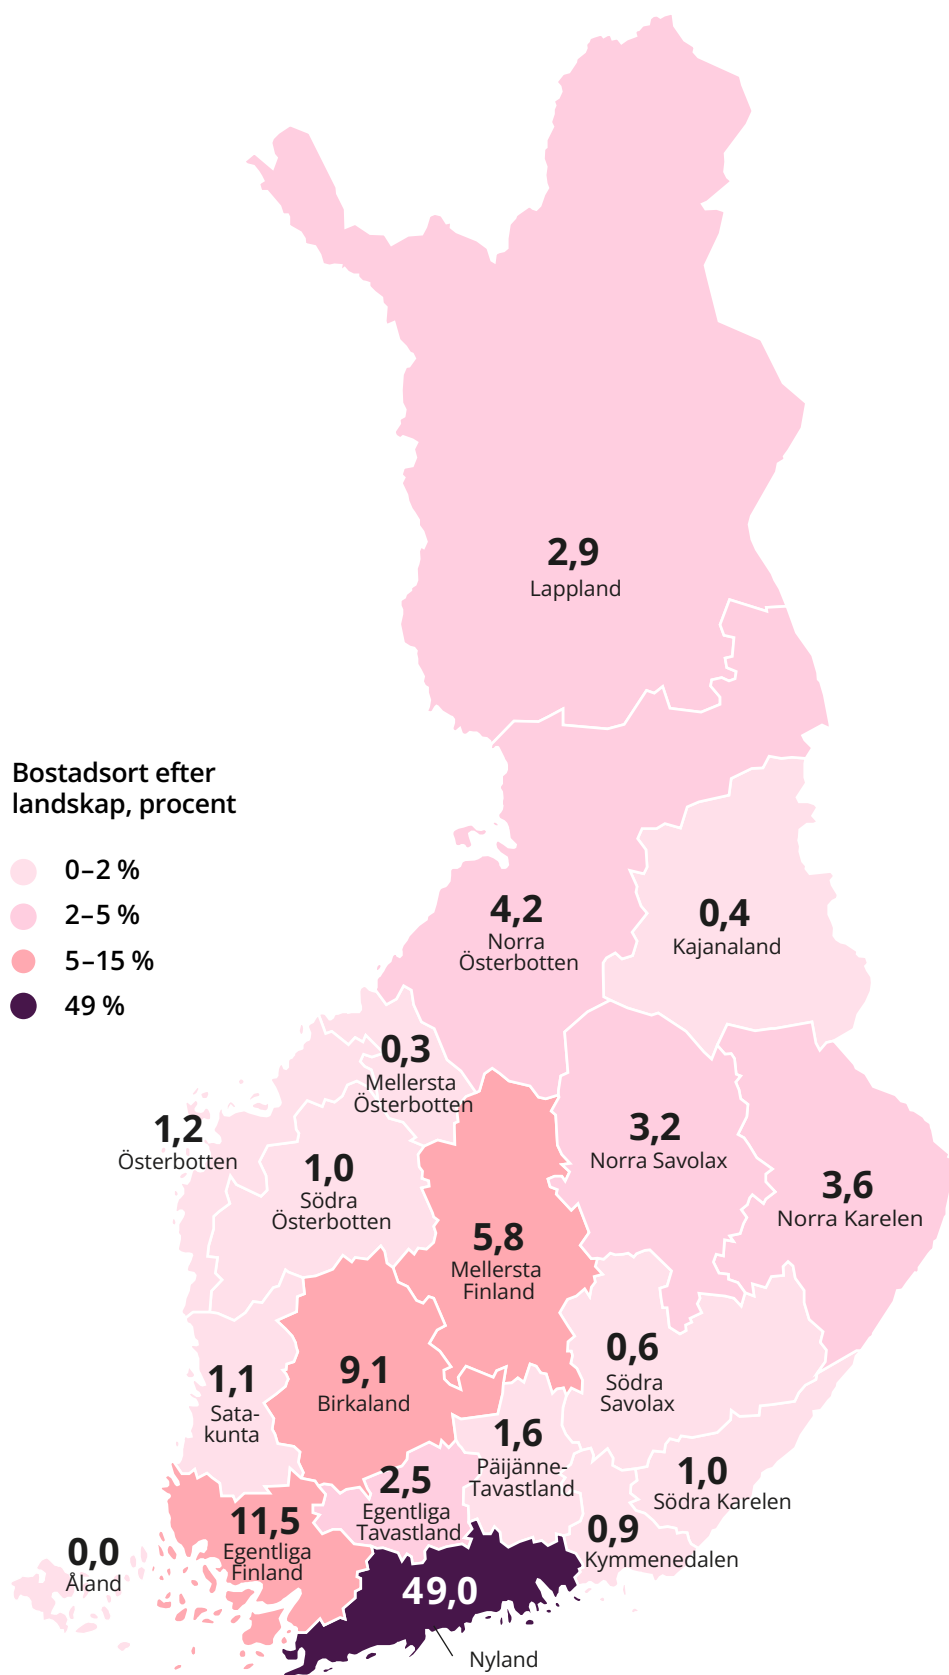 2,9
Lappland
Bostadsort efter
landskap, procent
0–2 %
2–5 %
5–15 %
49 %
4,2
Norra
Österbotten
0,4
Kajanaland
0,3
Mellersta
Österbotten
1,2
Österbotten
1,0
Södra
Österbotten
3,2
Norra Savolax
3,6
Norra Karelen
5,8
Mellersta
Finland
0,6
Södra
Savolax
1,1
Sata-
kunta
9,1
Birkaland
1,6
Päijänne-
Tavastland
2,5
Egentliga
Tavastland
1,0
Södra Karelen
11,5
Egentliga
Finland
0,9
Kymmenedalen
0,0
Åland
49,0
Nyland